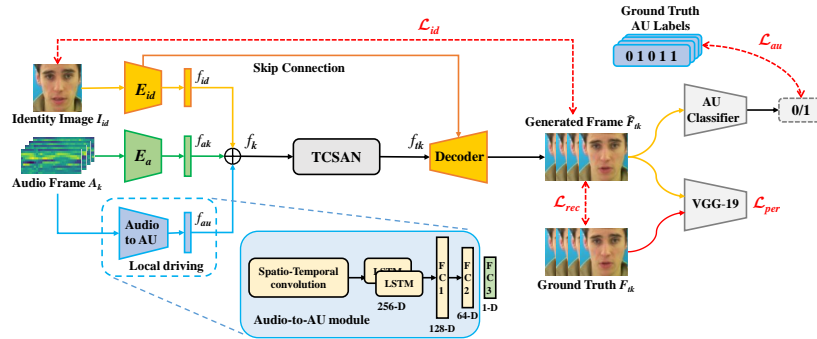 Ground Truth
AU Labels
0 1 0 1 1
ℒ_id
ℒ_au
Skip Connection
E_id
f_id
Identity Image I_id
Generated Frame F̂_tk
AU
Classifier
0/1
E_a
f_ak
f_k
TCSAN
f_tk
Decoder
Audio Frame A_k
Audio
to AU
f_au
Local driving
ℒ_rec
VGG-19
ℒ_per
Spatio-Temporal
convolution
LSTM
LSTM
256-D
FC1
128-D
FC2
64-D
FC3
1-D
Audio-to-AU module
Ground Truth F_tk